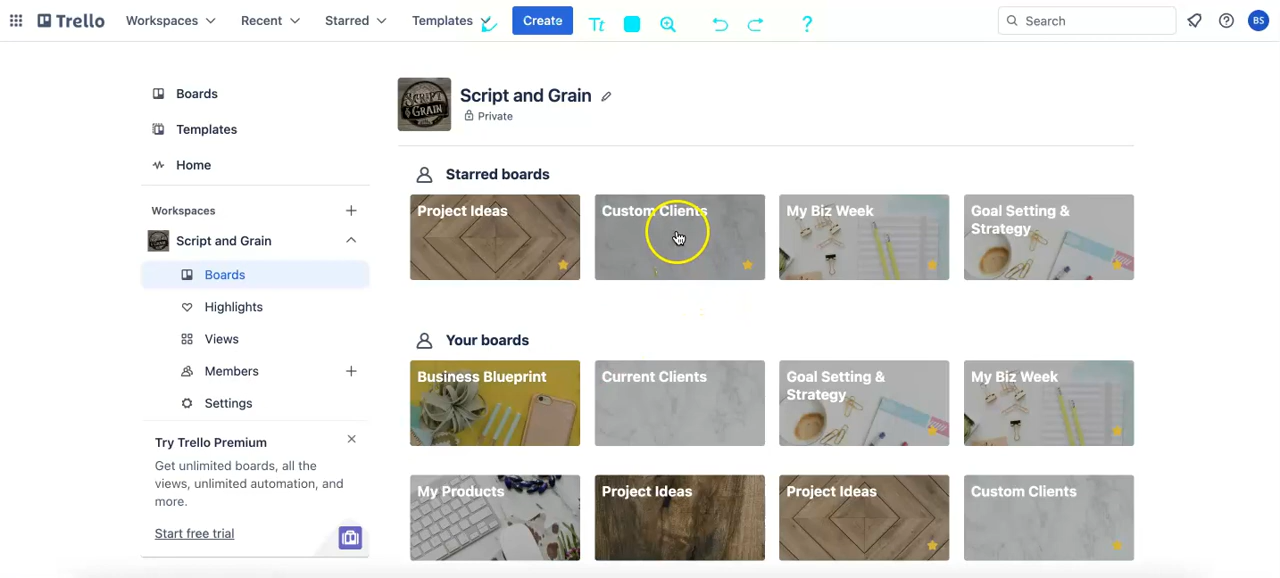 Trello
Workspaces
Recent
Starred
Templates
Create
Tt
?
Search
BS
Boards
Templates
Home
Workspaces
Script and Grain
Boards
Highlights
Views
Members
Settings
Try Trello Premium
Get unlimited boards, all the
views, unlimited automation, and
more.
Start free trial
SCRIPT
& GRAIN
Script and Grain
Private
Starred boards
Project Ideas
Custom Clients
My Biz Week
Goal Setting &
Strategy
Your boards
Business Blueprint
Current Clients
Goal Setting &
Strategy
My Biz Week
My Products
Project Ideas
Project Ideas
Custom Clients